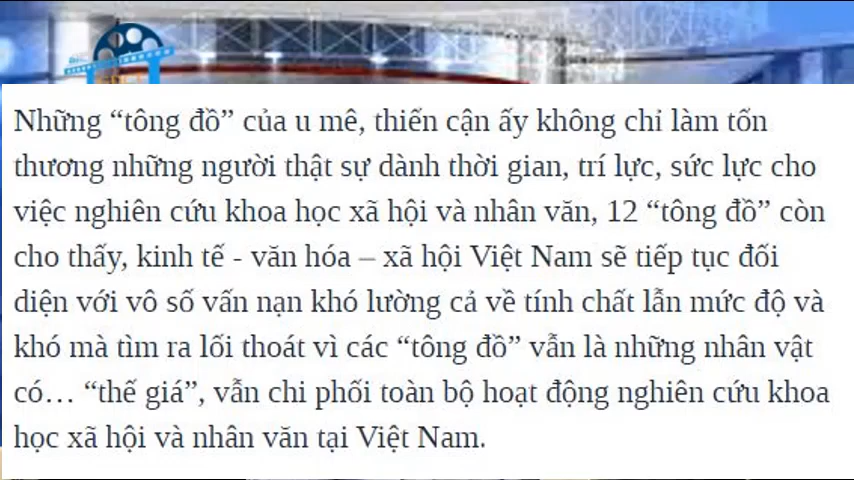 Những “tông đồ” của u mê, thiển cận ấy không chỉ làm tổn
thương những người thật sự dành thời gian, trí lực, sức lực cho
việc nghiên cứu khoa học xã hội và nhân văn, 12 “tông đồ” còn
cho thấy, kinh tế - văn hóa – xã hội Việt Nam sẽ tiếp tục đối
diện với vô số vấn nạn khó lường cả về tính chất lẫn mức độ và
khó mà tìm ra lối thoát vì các “tông đồ” vẫn là những nhân vật
có… “thế giá”, vẫn chi phối toàn bộ hoạt động nghiên cứu khoa
học xã hội và nhân văn tại Việt Nam.